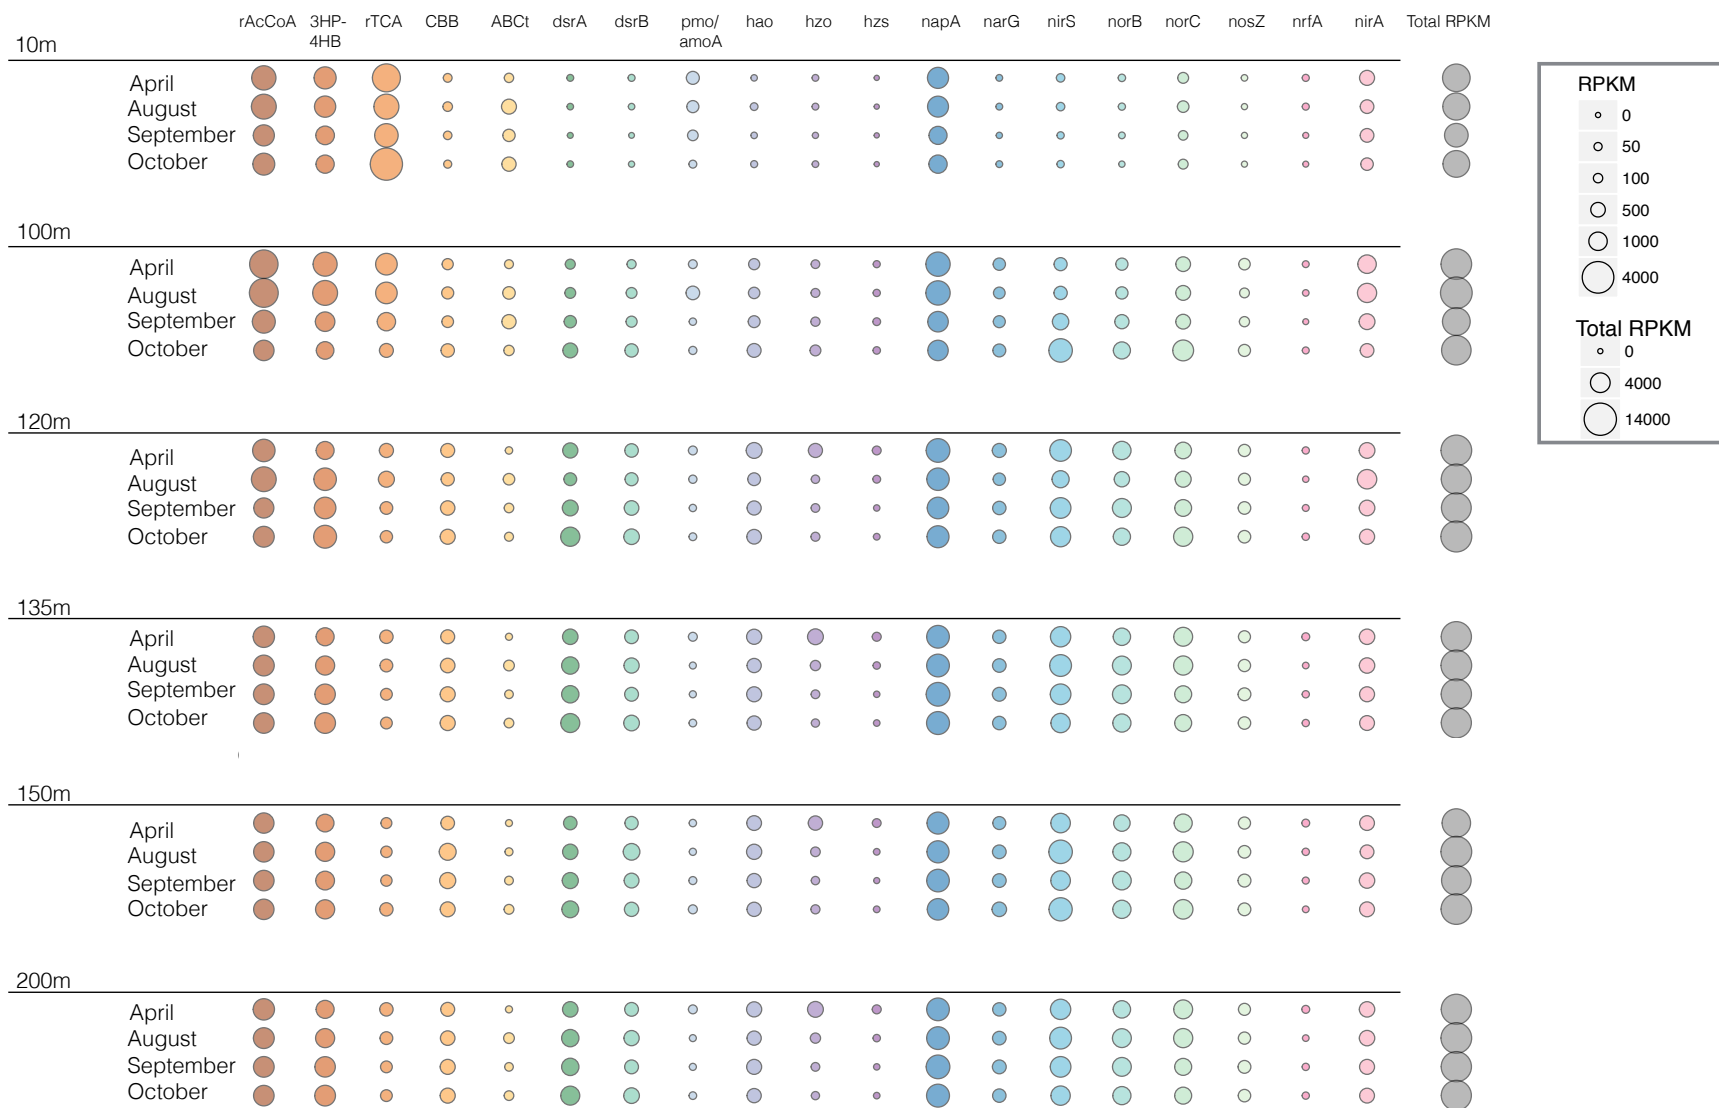 rAcCoA 3HP-4HB rTCA CBB ABCt dsrA dsrB pmo/amoA hao hzo hzs napA narG nirS norB norC nosZ nrfA nirA Total RPKM
10m
April
August
September
October
100m
April
August
September
October
120m
April
August
September
October
135m
April
August
September
October
150m
April
August
September
October
200m
April
August
September
October
RPKM
0
50
100
500
1000
4000
Total RPKM
0
4000
14000